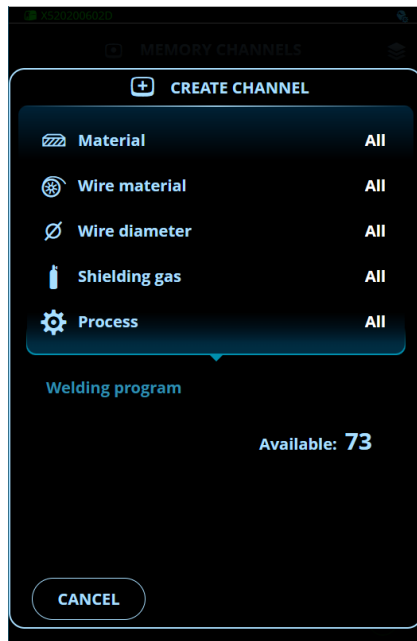 X520200602D
MEMORY CHANNELS
CREATE CHANNEL
Material All
Wire material All
Wire diameter All
Shielding gas All
Process All
Welding program
Available: 73
CANCEL